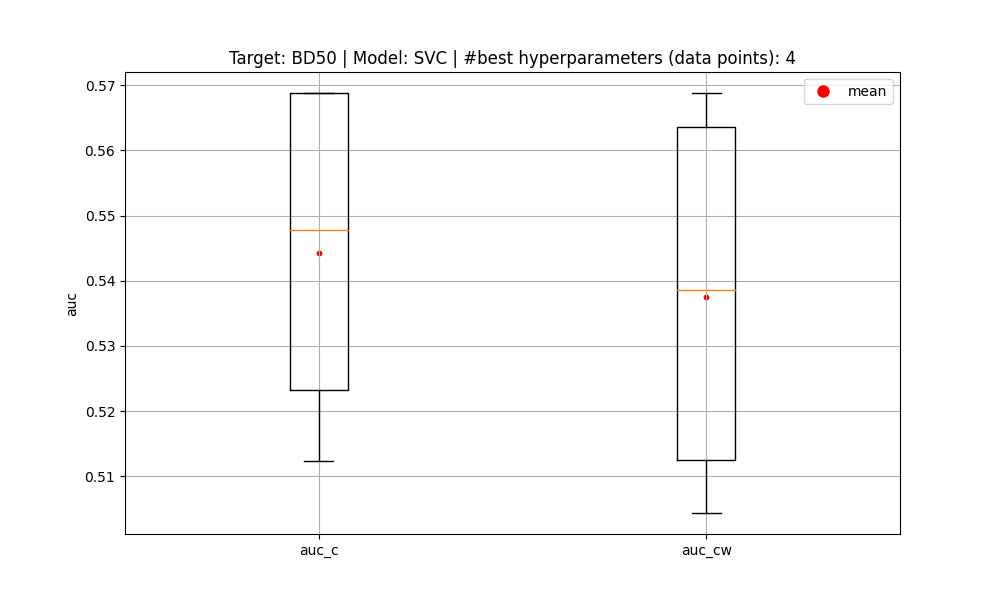 Target: BD50 | Model: SVC | #best hyperparameters (data points): 4
mean
0.57
0.56
0.55
0.54
0.53
0.52
0.51
auc
auc_c
auc_cw